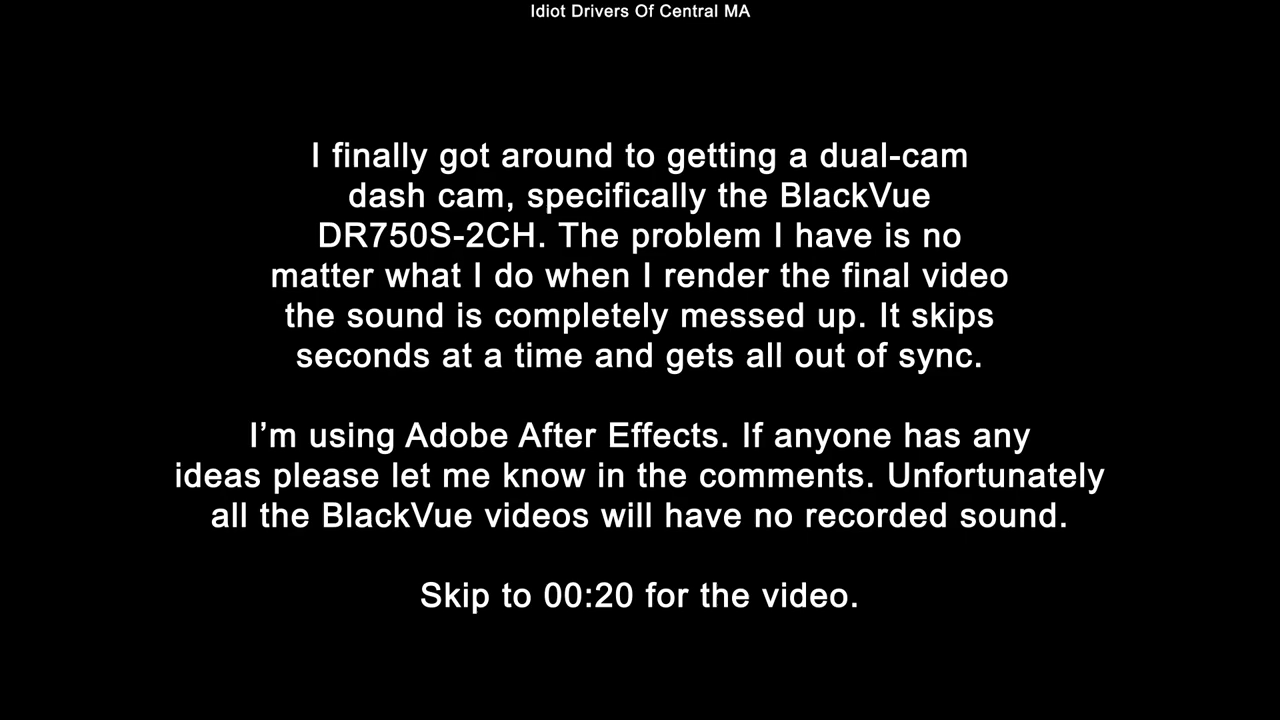 Idiot Drivers Of Central MA
I finally got around to getting a dual-cam
dash cam, specifically the BlackVue
DR750S-2CH. The problem I have is no
matter what I do when I render the final video
the sound is completely messed up. It skips
seconds at a time and gets all out of sync.
I’m using Adobe After Effects. If anyone has any
ideas please let me know in the comments. Unfortunately
all the BlackVue videos will have no recorded sound.
Skip to 00:20 for the video.